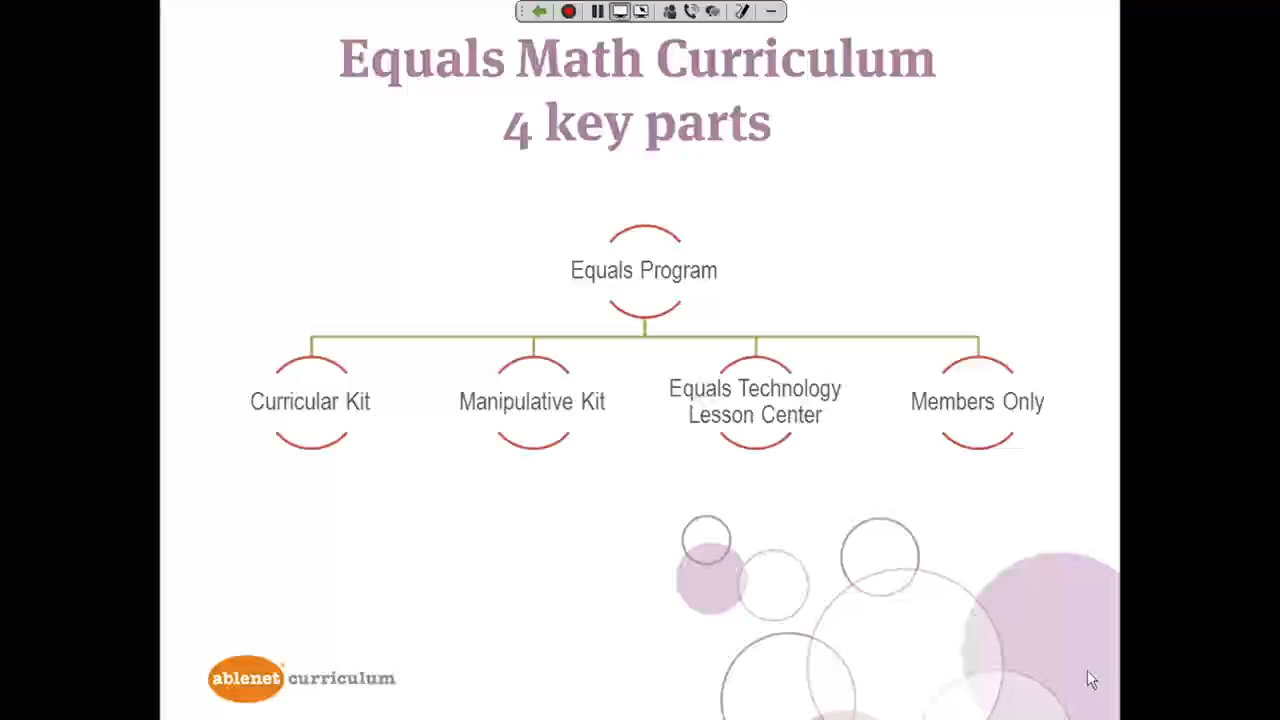 Equals Math Curriculum
4 key parts
Equals Program
Curricular Kit
Manipulative Kit
Equals Technology
Lesson Center
Members Only
ablenet curriculum